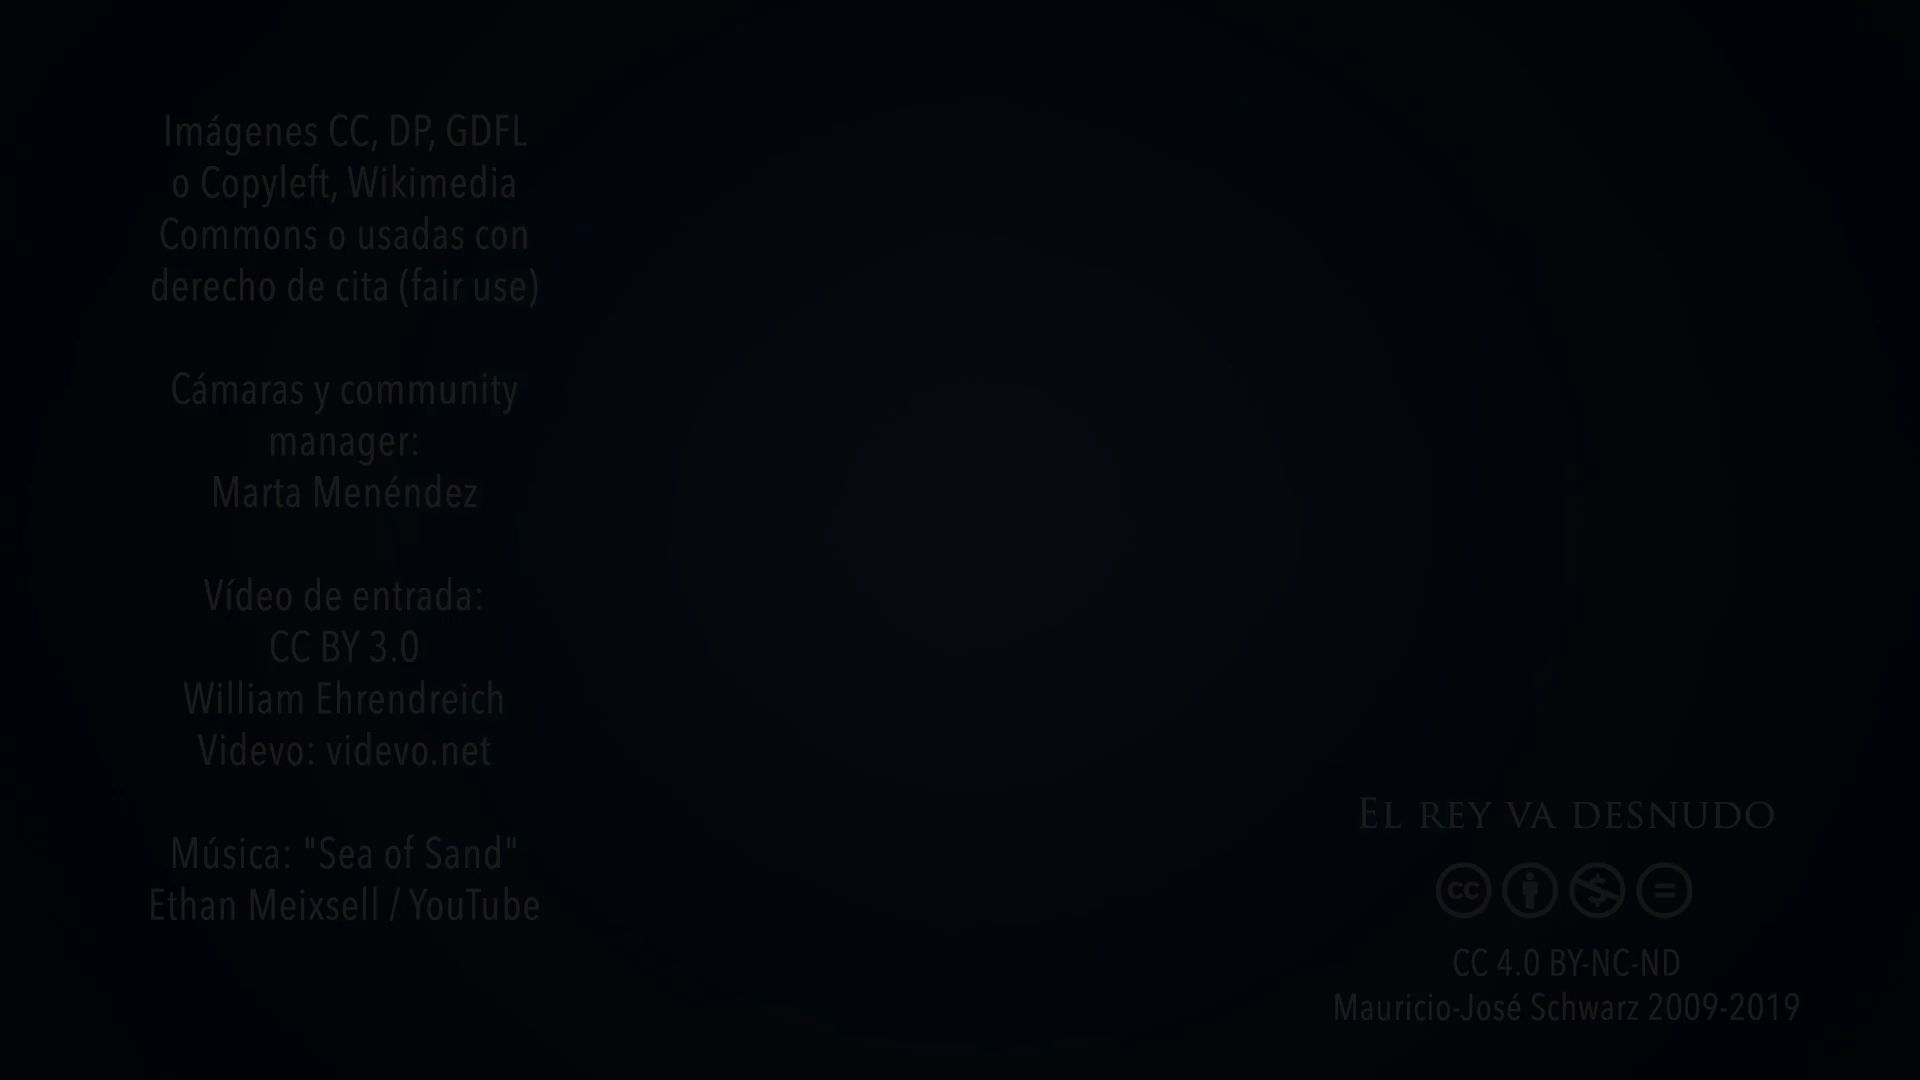 Imágenes CC, DP, GDFL
o Copyleft, Wikimedia
Commons o usadas con
derecho de cita (fair use)
Cámaras y community
manager:
Marta Menéndez
Vídeo de entrada:
CC BY 3.0
William Ehrendreich
Videvo: videvo.net
Música: "Sea of Sand"
Ethan Meixsell / YouTube
El rey va desnudo
cc
CC 4.0 BY-NC-ND
Mauricio-José Schwarz 2009-2019